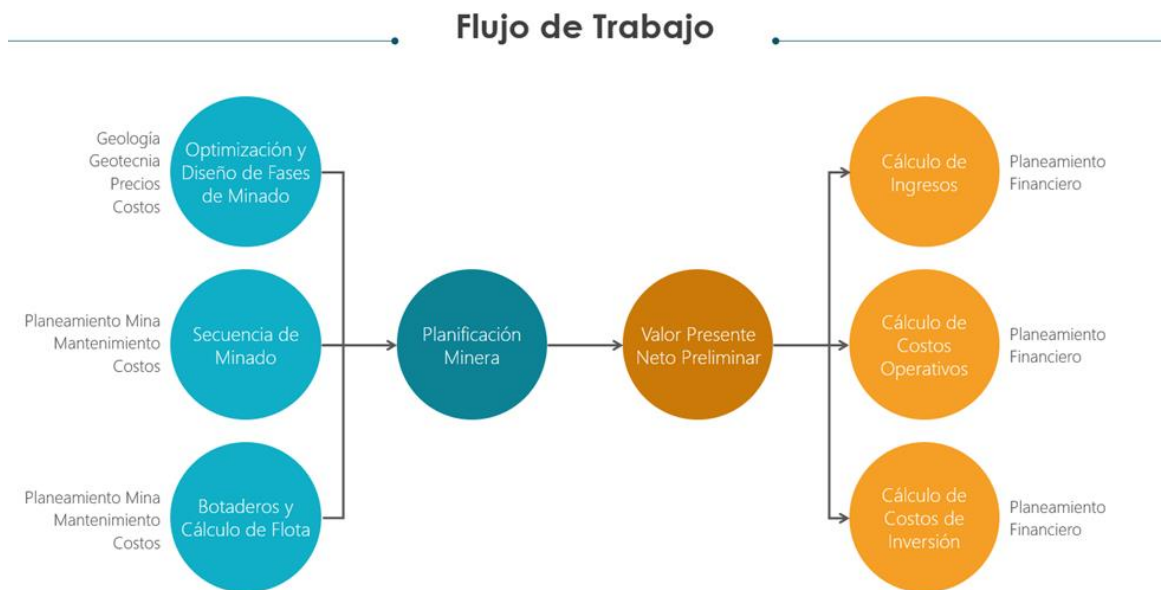 Flujo de Trabajo
Geología
Geotecnia
Precios
Costos
Optimización y
Diseño de Fases
de Minado
Planeamiento Mina
Mantenimiento
Costos
Secuencia de
Minado
Planeamiento Mina
Mantenimiento
Costos
Botaderos y
Cálculo de Flota
Planificación
Minera
Valor Presente
Neto Preliminar
Cálculo de
Ingresos
Planeamiento
Financiero
Cálculo de
Costos
Operativos
Planeamiento
Financiero
Cálculo de
Costos de
Inversión
Planeamiento
Financiero